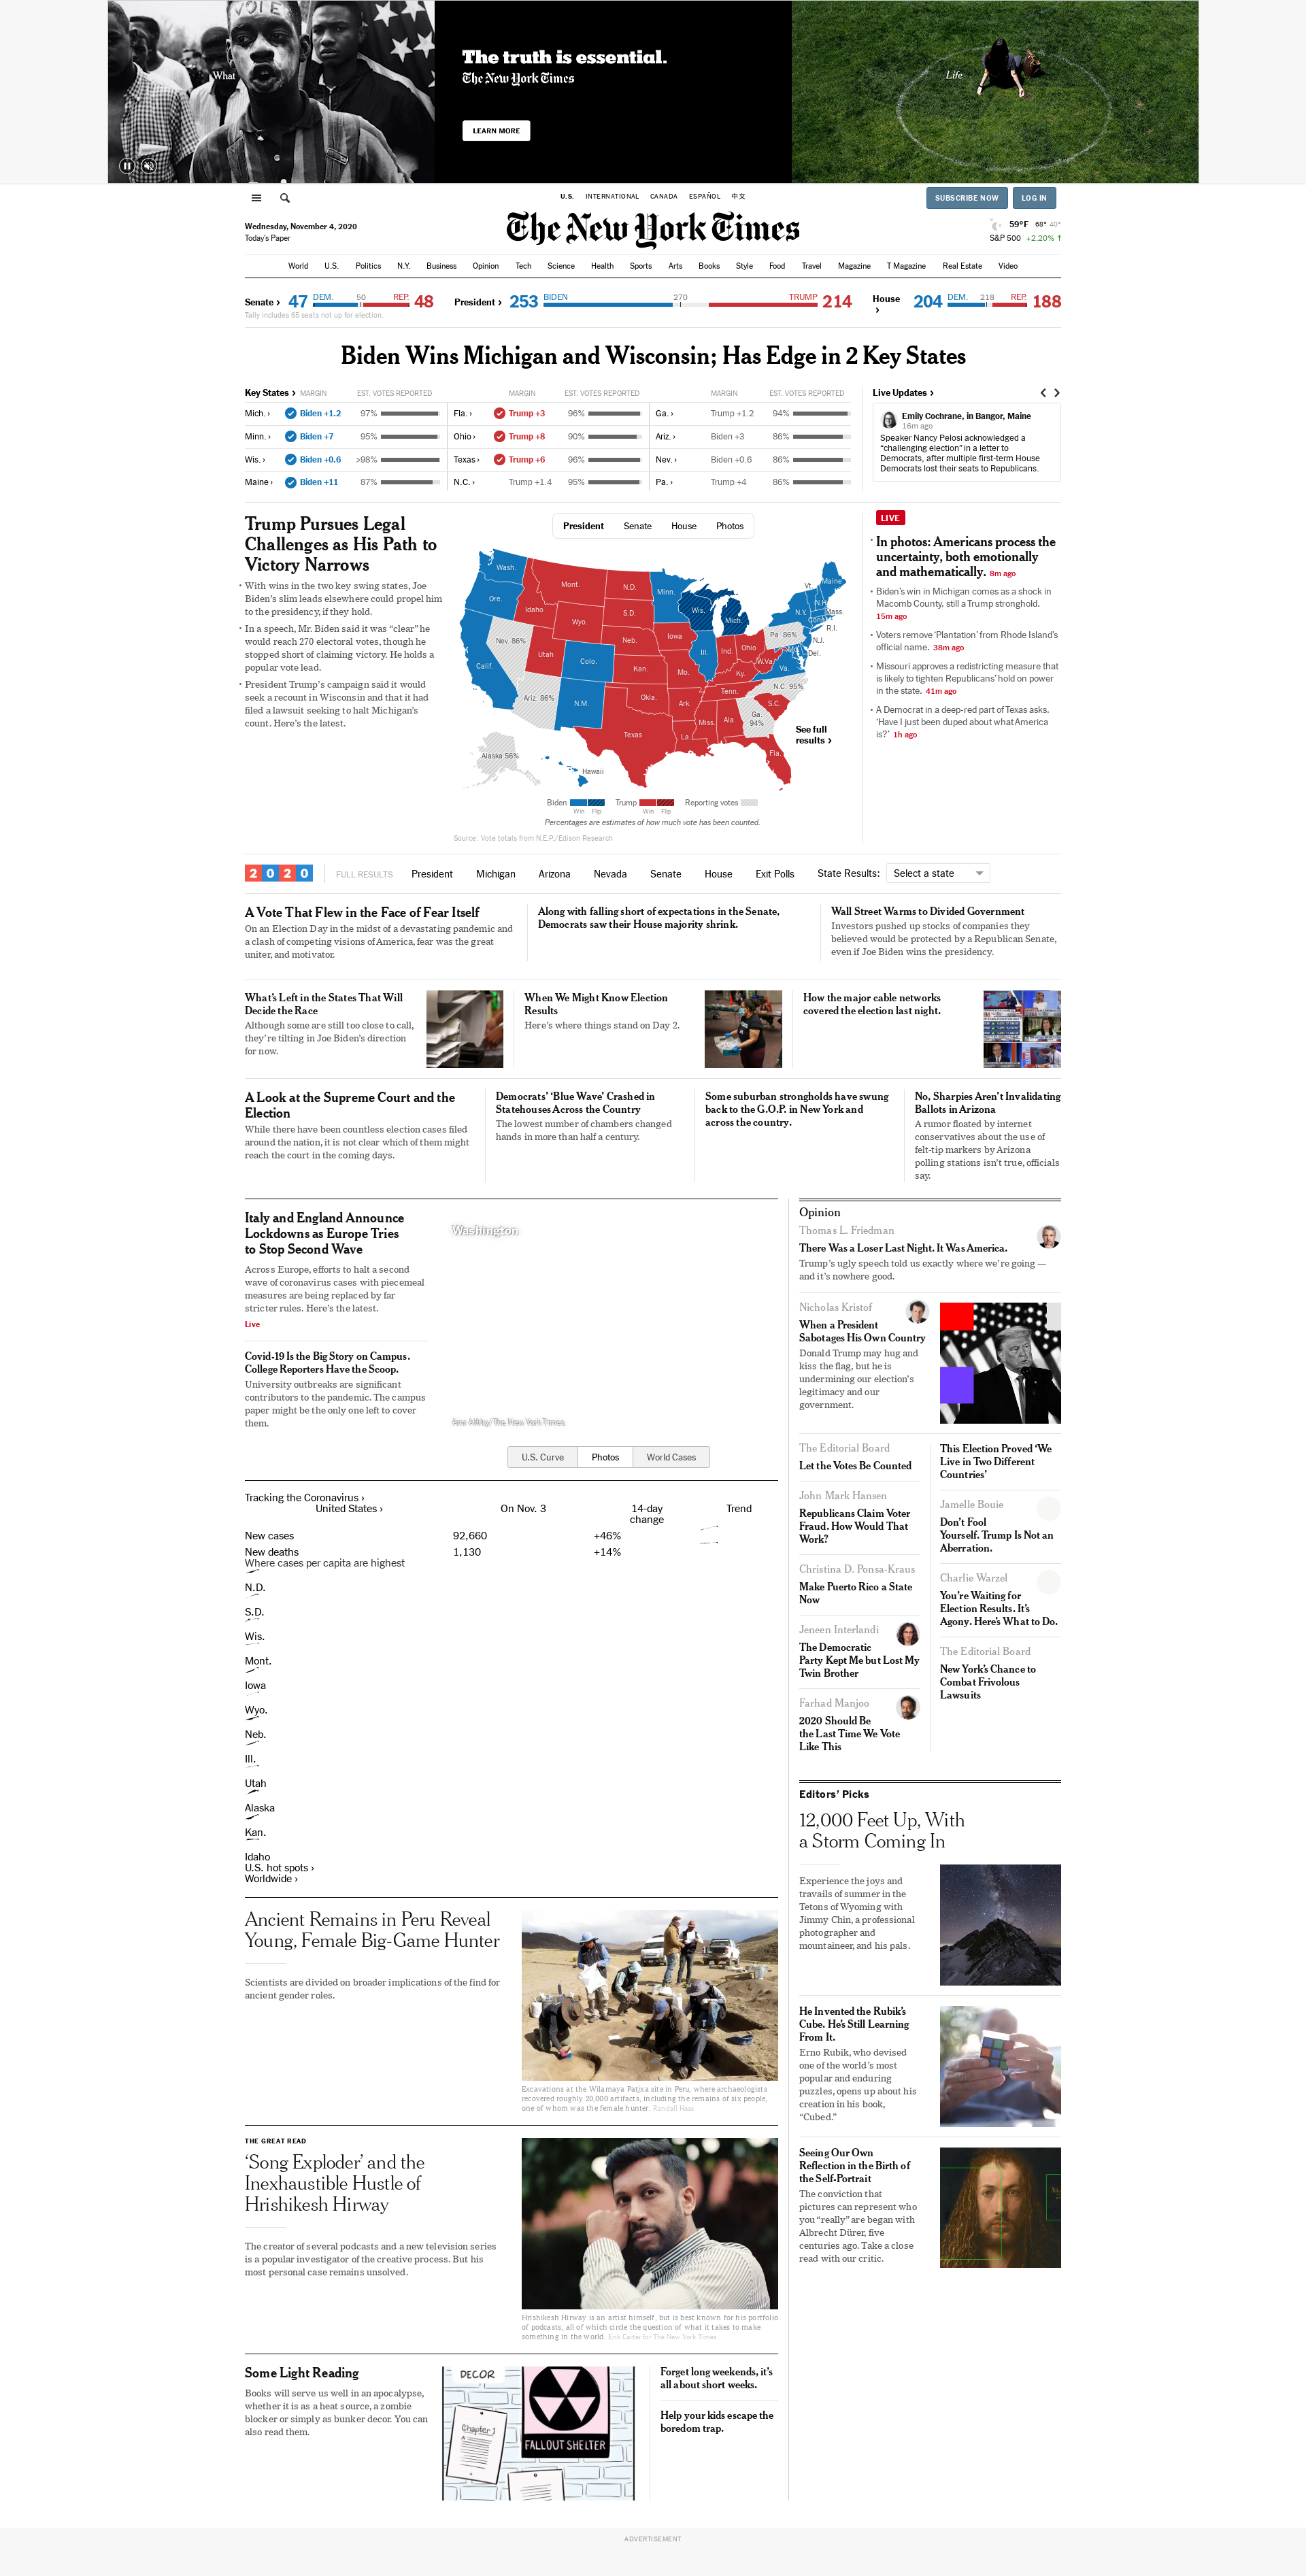 VOLE
What
The truth is essential.
The New York Times
LEARN MORE
Life
U.S. INTERNATIONAL CANADA ESPAÑOL 中文
SUBSCRIBE NOW LOG IN
Wednesday, November 4, 2020
Today's Paper
The New York Times
59°F 68° 40°
S&P 500 +2.20% ↑
World U.S. Politics N.Y. Business Opinion Tech Science Health Sports Arts Books Style Food Travel Magazine T Magazine Real Estate Video
Senate › 47 DEM. 50 REP. 48
Tally includes 65 seats not up for election.
President › 253 BIDEN 270 TRUMP 214
House › 204 DEM. 218 REP. 188
Biden Wins Michigan and Wisconsin; Has Edge in 2 Key States
Key States › MARGIN EST. VOTES REPORTED MARGIN EST. VOTES REPORTED MARGIN EST. VOTES REPORTED
Mich. › Biden +1.2 97% Fla. › Trump +3 96% Ga. › Trump +1.2 94%
Minn. › Biden +7 95% Ohio › Trump +8 90% Ariz. › Biden +3 86%
Wis. › Biden +0.6 >98% Texas › Trump +6 96% Nev. › Biden +0.6 86%
Maine › Biden +11 87% N.C. › Trump +1.4 95% Pa. › Trump +4 86%
Live Updates ›
Emily Cochrane, in Bangor, Maine
16m ago
Speaker Nancy Pelosi acknowledged a
“challenging election” in a letter to
Democrats, after multiple first-term House
Democrats lost their seats to Republicans.
Trump Pursues Legal
Challenges as His Path to
Victory Narrows
• With wins in the two key swing states, Joe
Biden's slim leads elsewhere could propel him
to the presidency, if they hold.
• In a speech, Mr. Biden said it was “clear” he
would reach 270 electoral votes, though he
stopped short of claiming victory. He holds a
popular vote lead.
• President Trump's campaign said it would
seek a recount in Wisconsin and that it had
filed a lawsuit seeking to halt Michigan's
count. Here's the latest.
President Senate House Photos
Wash.
Mont.
N.D.
Minn.
Vt.
Maine
Ore.
Idaho
S.D.
Wis.
Mich.
N.Y.
N.H.
Mass.
Conn.
R.I.
Wyo.
Nev. 86%
Neb.
Iowa
Pa. 86%
N.J.
Utah
Colo.
Ill.
Ind.
Ohio
W.Va.
Md.
Del.
Calif.
Kan.
Mo.
Ky.
Va.
Ariz. 86%
N.M.
Okla.
Ark.
Tenn.
N.C. 95%
S.C.
Texas
La.
Miss.
Ala.
Ga.
94%
Fla.
Alaska 56%
Hawaii
See full
results ›
Biden Trump Reporting votes
Win Flip Win Flip
Percentages are estimates of how much vote has been counted.
Source: Vote totals from N.E.P./Edison Research
LIVE
• In photos: Americans process the
uncertainty, both emotionally
and mathematically. 8m ago
• Biden's win in Michigan comes as a shock in
Macomb County, still a Trump stronghold.
15m ago
• Voters remove ‘Plantation’ from Rhode Island's
official name. 38m ago
• Missouri approves a redistricting measure that
is likely to tighten Republicans' hold on power
in the state. 41m ago
• A Democrat in a deep-red part of Texas asks,
‘Have I just been duped about what America
is?’ 1h ago
2020 FULL RESULTS President Michigan Arizona Nevada Senate House Exit Polls State Results: Select a state
A Vote That Flew in the Face of Fear Itself
On an Election Day in the midst of a devastating pandemic and
a clash of competing visions of America, fear was the great
uniter, and motivator.
Along with falling short of expectations in the Senate,
Democrats saw their House majority shrink.
Wall Street Warms to Divided Government
Investors pushed up stocks of companies they
believed would be protected by a Republican Senate,
even if Joe Biden wins the presidency.
What's Left in the States That Will
Decide the Race
Although some are still too close to call,
they're tilting in Joe Biden's direction
for now.
When We Might Know Election
Results
Here's where things stand on Day 2.
How the major cable networks
covered the election last night.
A Look at the Supreme Court and the
Election
While there have been countless election cases filed
around the nation, it is not clear which of them might
reach the court in the coming days.
Democrats' ‘Blue Wave’ Crashed in
Statehouses Across the Country
The lowest number of chambers changed
hands in more than half a century.
Some suburban strongholds have swung
back to the G.O.P. in New York and
across the country.
No, Sharpies Aren't Invalidating
Ballots in Arizona
A rumor floated by internet
conservatives about the use of
felt-tip markers by Arizona
polling stations isn't true, officials
say.
Italy and England Announce
Lockdowns as Europe Tries
to Stop Second Wave
Across Europe, efforts to halt a second
wave of coronavirus cases with piecemeal
measures are being replaced by far
stricter rules. Here's the latest.
Live
Covid-19 Is the Big Story on Campus.
College Reporters Have the Scoop.
University outbreaks are significant
contributors to the pandemic. The campus
paper might be the only one left to cover
them.
Washington
/The New York Times
U.S. Curve Photos World Cases
Tracking the Coronavirus ›
United States › On Nov. 3 14-day
change Trend
New cases 92,660 +46%
New deaths 1,130 +14%
Where cases per capita are highest
N.D.
S.D.
Wis.
Mont.
Iowa
Wyo.
Neb.
Ill.
Utah
Alaska
Kan.
Idaho
U.S. hot spots ›
Worldwide ›
Ancient Remains in Peru Reveal
Young, Female Big-Game Hunter
Scientists are divided on broader implications of the find for
ancient gender roles.
Excavations at the Wilamaya Patjxa site in Peru, where archaeologists
recovered roughly 20,000 artifacts, including the remains of six people,
one of whom was the female hunter. Randall Haas
THE GREAT READ
‘Song Exploder’ and the
Inexhaustible Hustle of
Hrishikesh Hirway
The creator of several podcasts and a new television series
is a popular investigator of the creative process. But his
most personal case remains unsolved.
Hrishikesh Hirway is an artist himself, but is best known for his portfolio
of podcasts, all of which circle the question of what it takes to make
something in the world. Erik Carter for The New York Times
Some Light Reading
Books will serve us well in an apocalypse,
whether it is as a heat source, a zombie
blocker or simply as bunker decor. You can
also read them.
DECOR
Chapter 1
FALLOUT SHELTER
Forget long weekends, it's
all about short weeks.
Help your kids escape the
boredom trap.
Opinion
Thomas L. Friedman
There Was a Loser Last Night. It Was America.
Trump's ugly speech told us exactly where we're going —
and it's nowhere good.
Nicholas Kristof
When a President
Sabotages His Own Country
Donald Trump may hug and
kiss the flag, but he is
undermining our election's
legitimacy and our
government.
The Editorial Board
Let the Votes Be Counted
John Mark Hansen
Republicans Claim Voter
Fraud. How Would That
Work?
Christina D. Ponsa-Kraus
Make Puerto Rico a State
Now
Jeneen Interlandi
The Democratic
Party Kept Me but Lost My
Twin Brother
Farhad Manjoo
2020 Should Be
the Last Time We Vote
Like This
This Election Proved ‘We
Live in Two Different
Countries’
Jamelle Bouie
Don't Fool
Yourself. Trump Is Not an
Aberration.
Charlie Warzel
You're Waiting for
Election Results. It's
Agony. Here's What to Do.
The Editorial Board
New York's Chance to
Combat Frivolous
Lawsuits
Editors' Picks
12,000 Feet Up, With
a Storm Coming In
Experience the joys and
travails of summer in the
Tetons of Wyoming with
Jimmy Chin, a professional
photographer and
mountaineer, and his pals.
He Invented the Rubik's
Cube. He's Still Learning
From It.
Erno Rubik, who devised
one of the world's most
popular and enduring
puzzles, opens up about his
creation in his book,
“Cubed.”
Seeing Our Own
Reflection in the Birth of
the Self-Portrait
The conviction that
pictures can represent who
you “really” are began with
Albrecht Dürer, five
centuries ago. Take a close
read with our critic.
ADVERTISEMENT